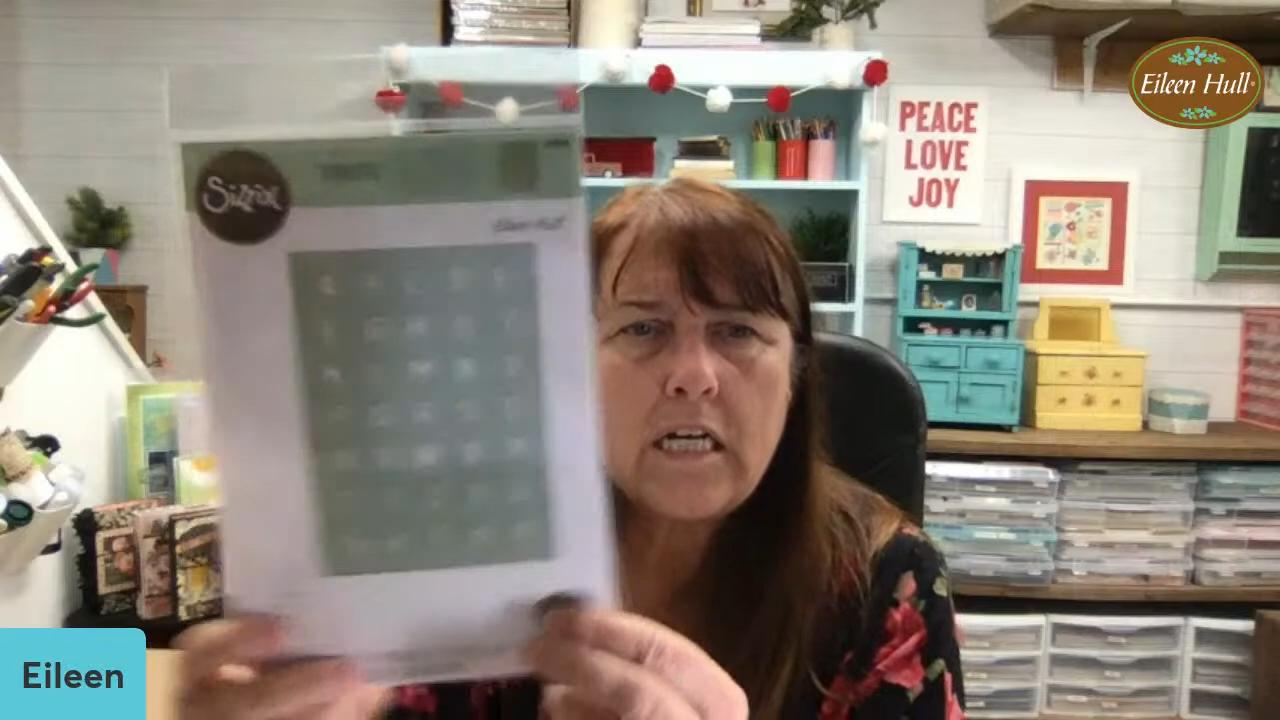 Eileen Hull
PEACE
LOVE
JOY
Sizzix
Eileen Hull
Eileen